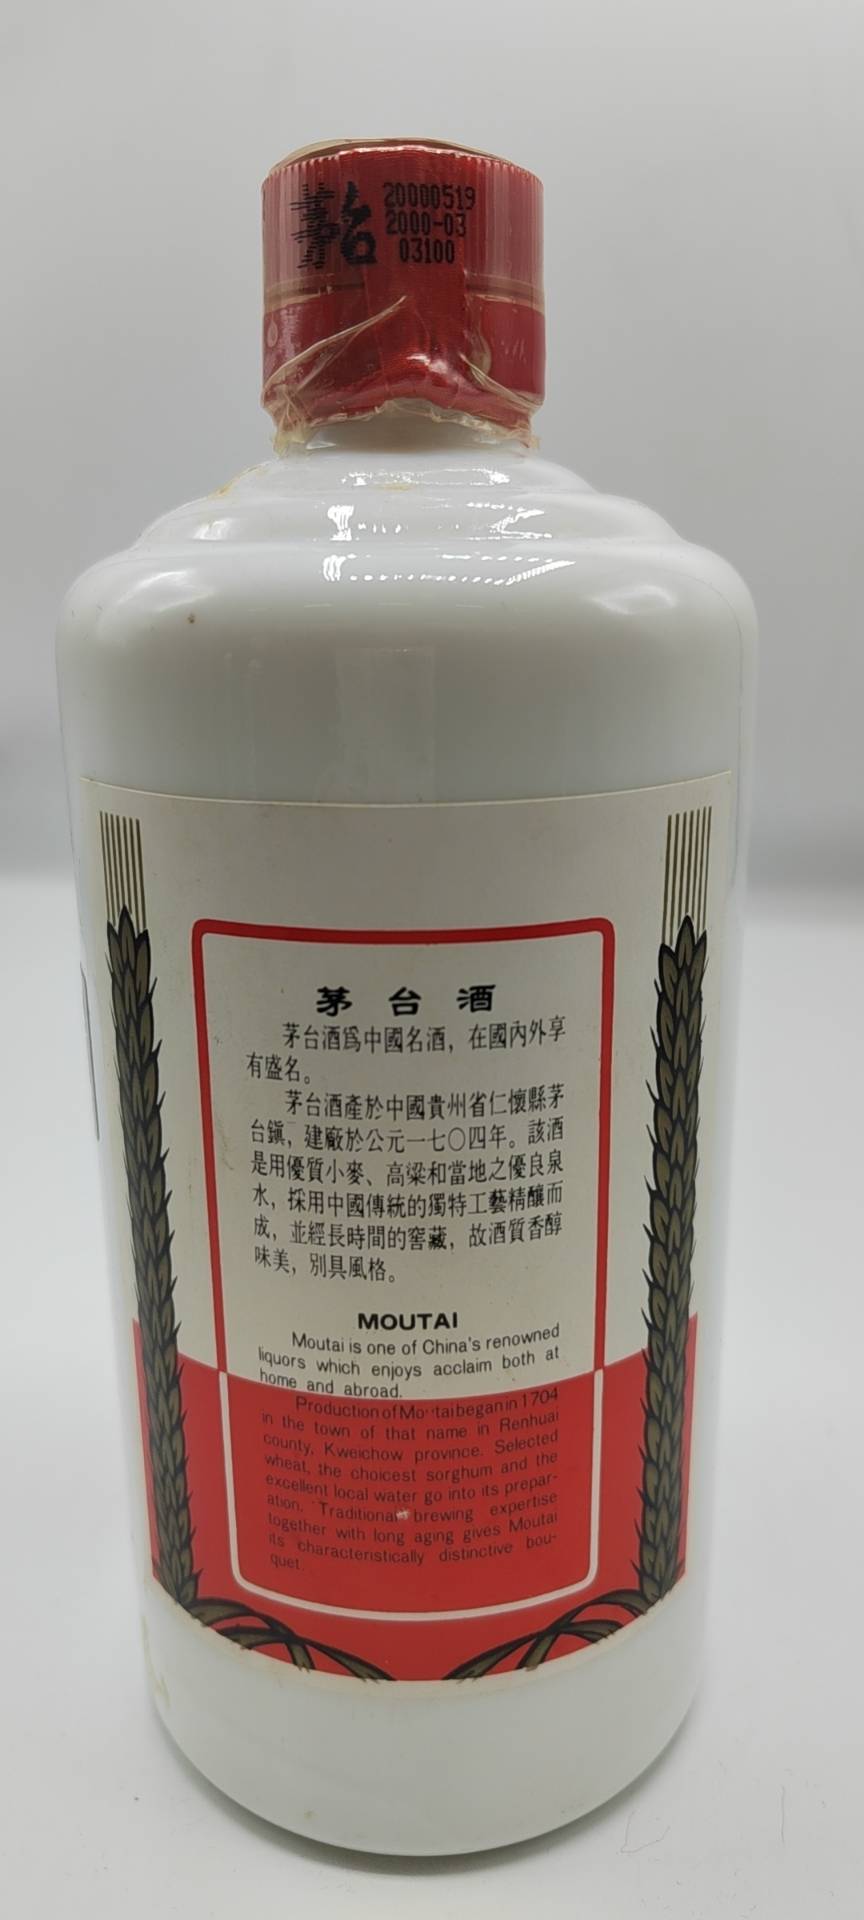 茅台
20000519
2000-03
03100
茅台酒
茅台酒爲中國名酒，在國內外享
有盛名。
茅台酒產於中國貴州省仁懷縣茅
台鎮，建廠於公元一七〇四年。該酒
是用優質小麥、高粱和當地之優良泉
水，採用中國傳統的獨特工藝精釀而
成，並經長時間的窖藏，故酒質香醇
味美，別具風格。
MOUTAI
Moutai is one of China's renowned
liquors which enjoys acclaim both at
home and abroad.
Production of Moutai began in 1704
in the town of that name in Renhuai
county, Kweichow province. Selected
wheat, the choicest sorghum and the
excellent local water go into its prepar-
ation. Traditional brewing expertise
together with long aging gives Moutai
its characteristically distinctive bou-
quet.